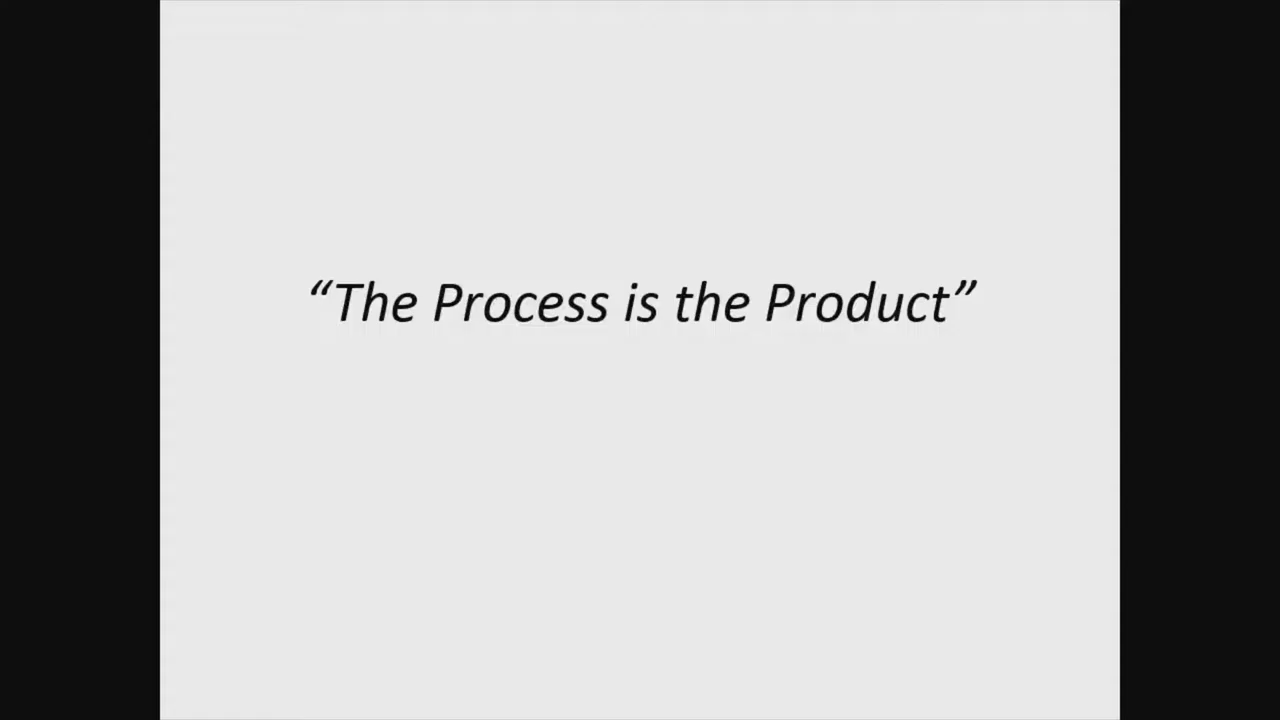 “The Process is the Product”